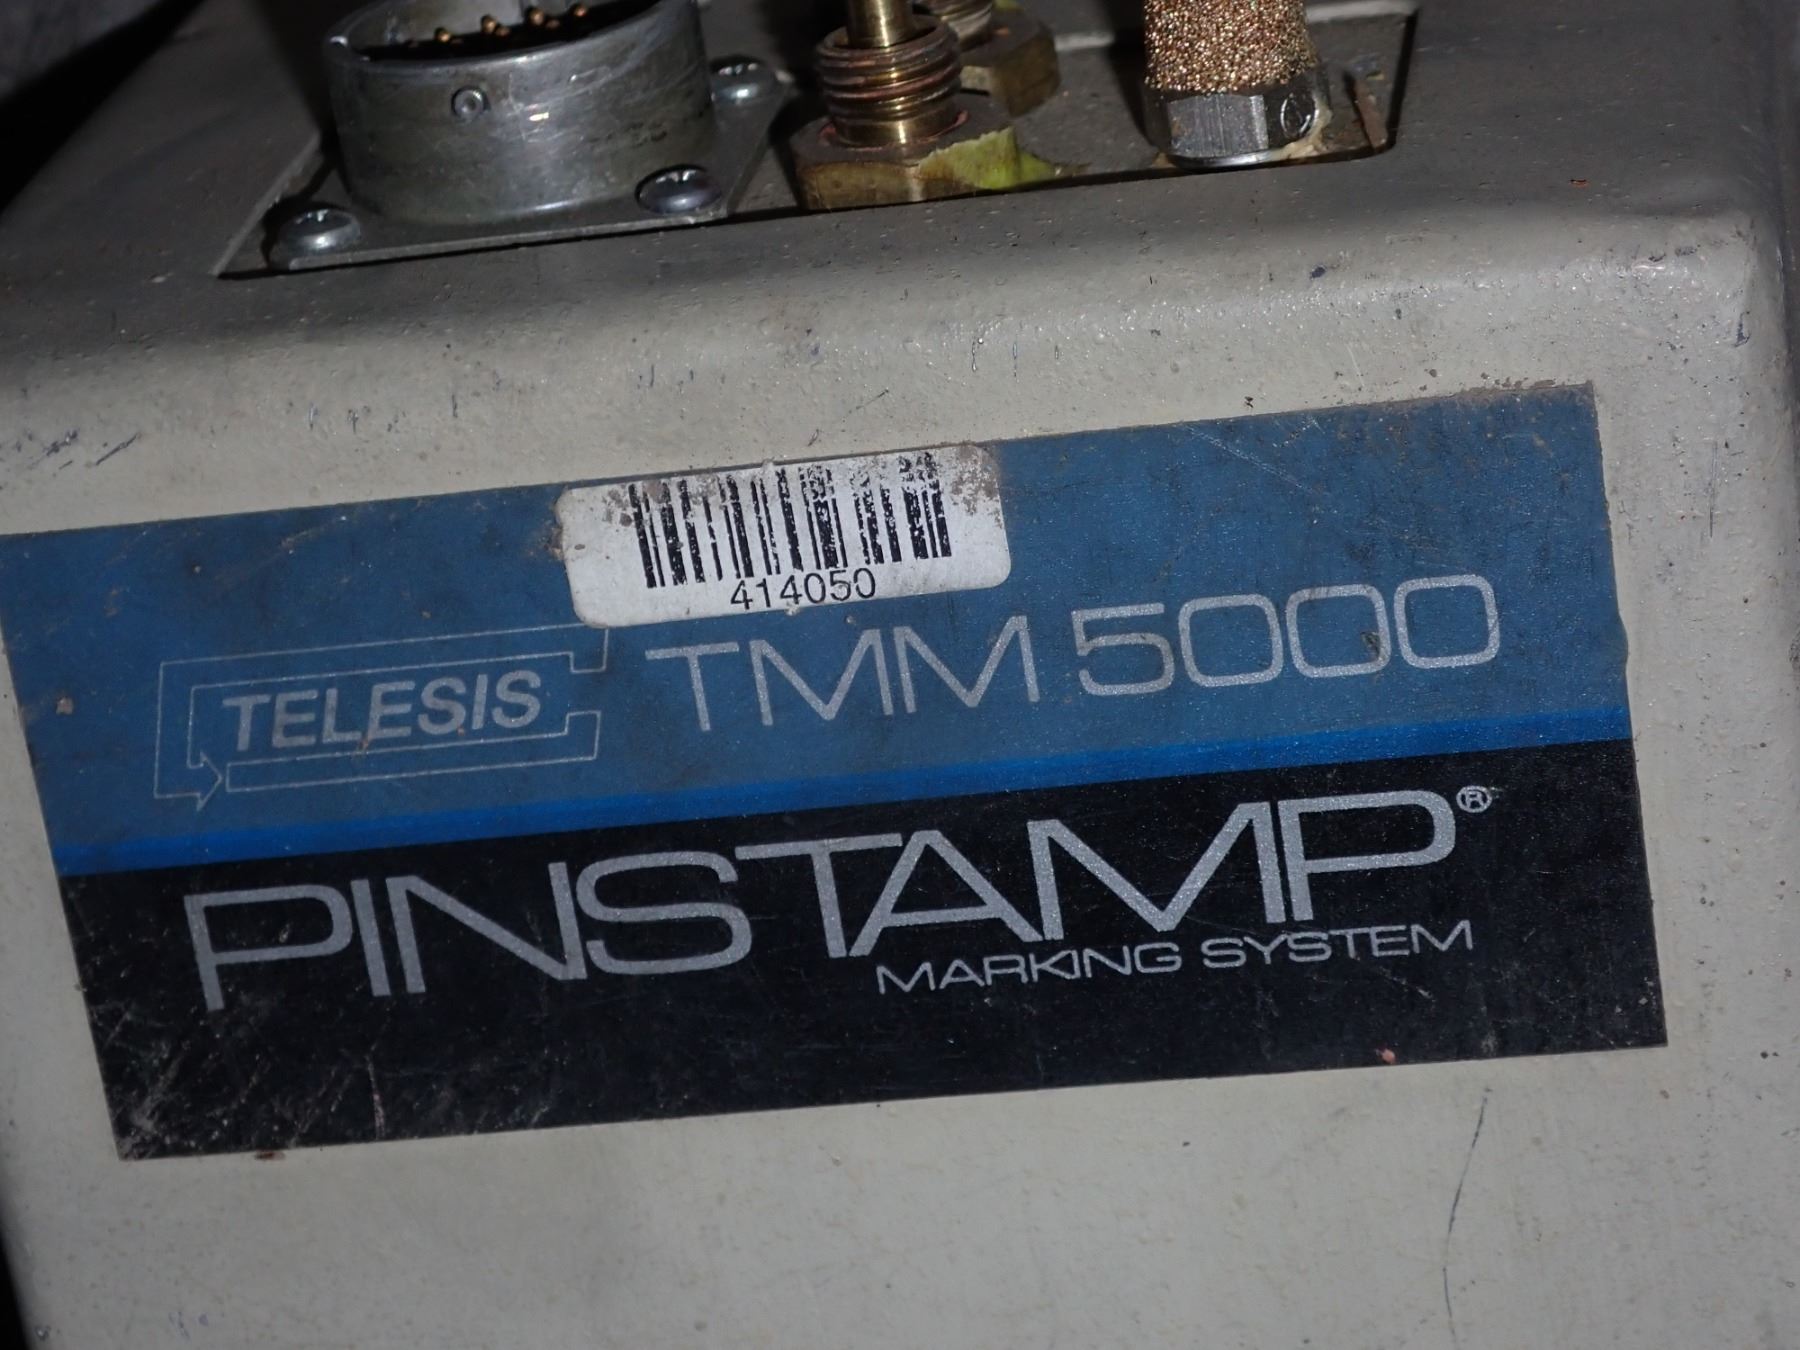 414050
TELESIS TMM 5000
PINSTAMP®
MARKING SYSTEM